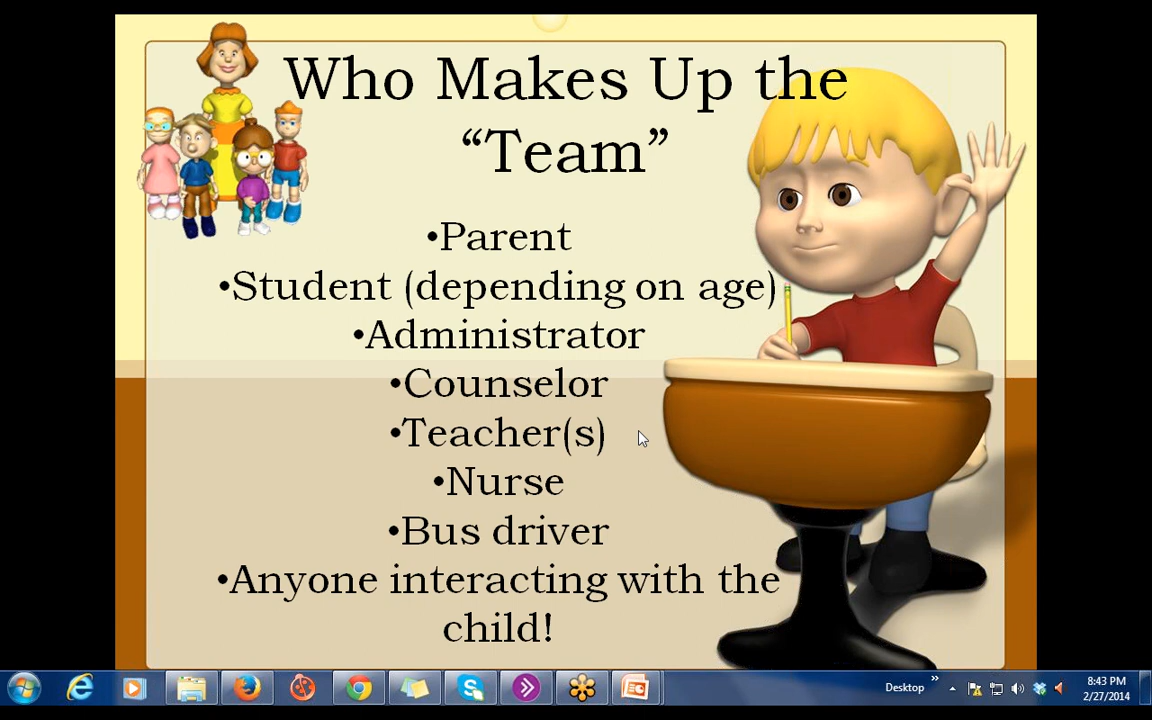 Who Makes Up the
“Team”
•Parent
•Student (depending on age)
•Administrator
•Counselor
•Teacher(s)
•Nurse
•Bus driver
•Anyone interacting with the
child!
Desktop
8:43 PM
2/27/2014